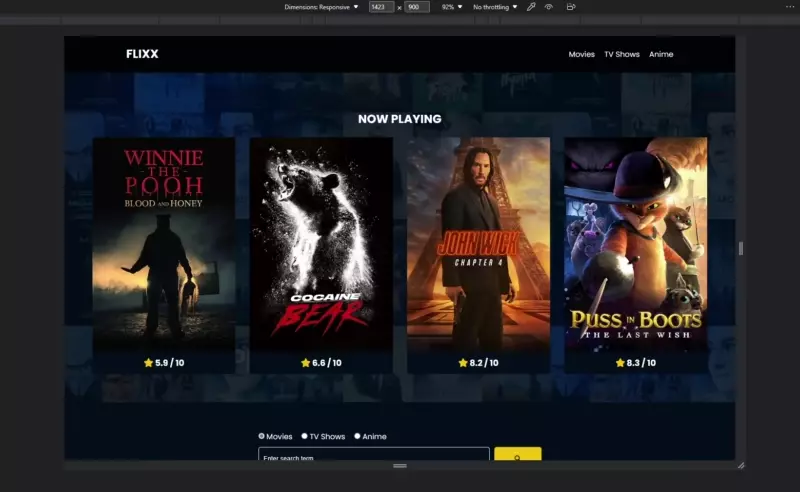 Dimensions: Responsive ▼ 1423 × 900 92% ▼ No throttling ▼
FLIXX
Movies TV Shows Anime
NOW PLAYING
WINNIE
-THE-
POOH
BLOOD AND HONEY
COCAINE
BEAR
JOHN WICK
CHAPTER 4
PUSS IN BOOTS
THE LAST WISH
5.9 / 10
6.6 / 10
8.2 / 10
8.3 / 10
Movies TV Shows Anime
Enter search term